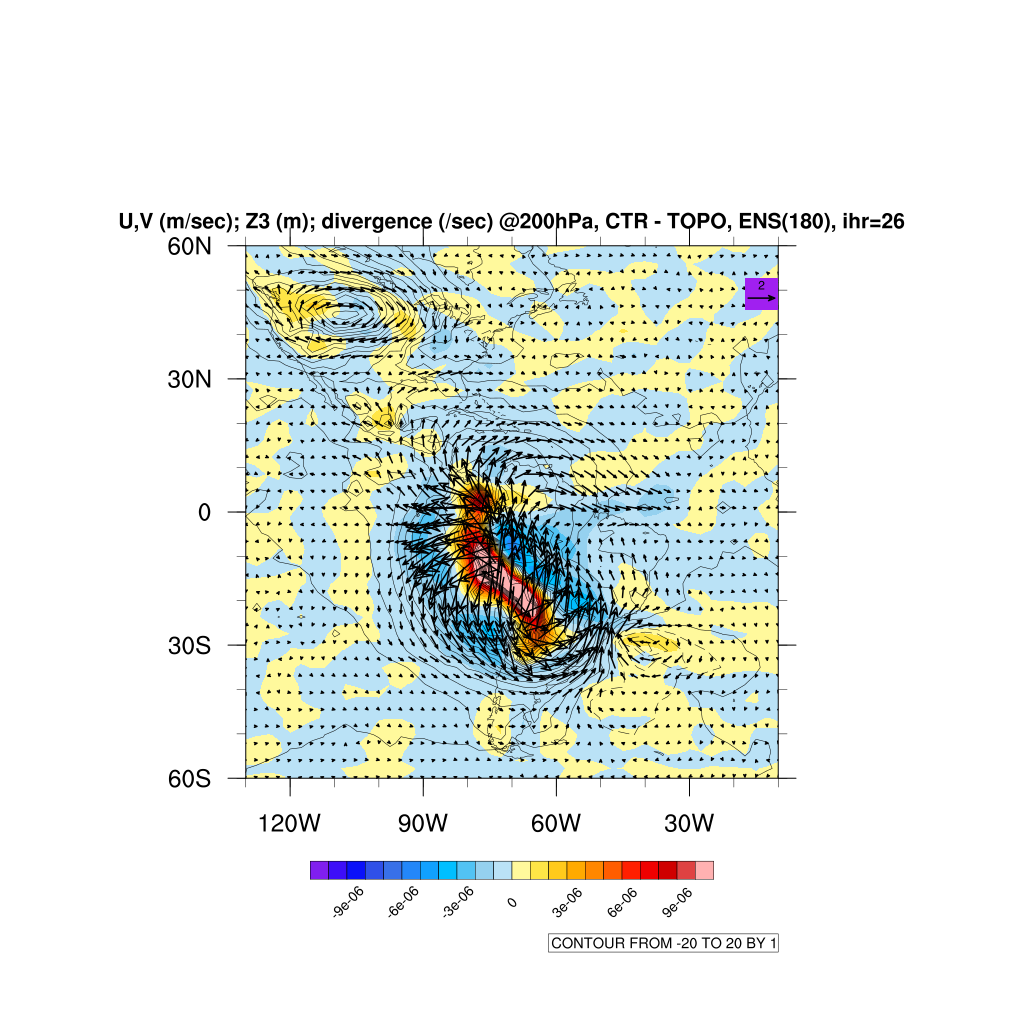 U,V (m/sec); Z3 (m); divergence (/sec) @200hPa, CTR - TOPO, ENS(180), ihr=26
60N
2
30N
0
30S
60S
120W 90W 60W 30W
-9e-06 -6e-06 -3e-06 0 3e-06 6e-06 9e-06
CONTOUR FROM -20 TO 20 BY 1